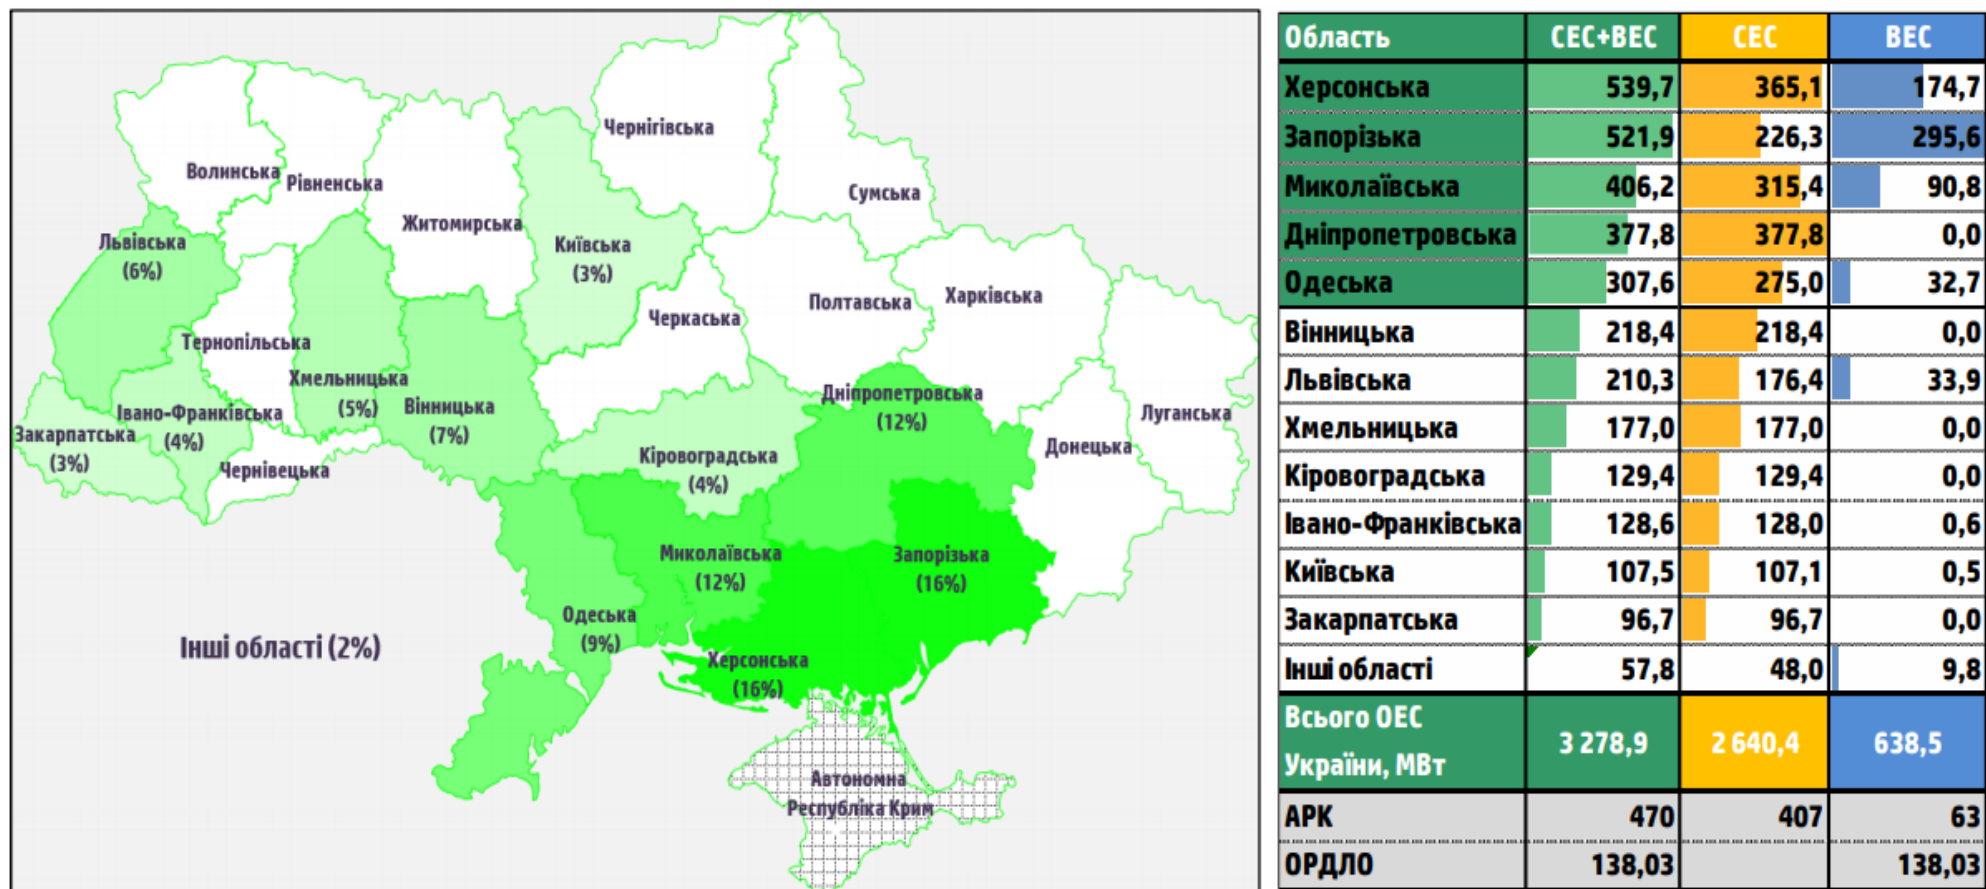 Чернігівська
Волинська
Рівненська
Сумська
Житомирська
Львівська
(6%)
Київська
(3%)
Полтавська
Харківська
Черкаська
Тернопільська
Хмельницька
(5%)
Вінницька
(7%)
Дніпропетровська
(12%)
Луганська
Івано-Франківська
(4%)
Закарпатська
(3%)
Чернівецька
Кіровоградська
(4%)
Донецька
Миколаївська
(12%)
Запорізька
(16%)
Одеська
(9%)
Інші області (2%)
Херсонська
(16%)
Автономна
Республіка Крим
Область СЕС+ВЕС СЕС ВЕС
Херсонська 539,7 365,1 174,7
Запорізька 521,9 226,3 295,6
Миколаївська 406,2 315,4 90,8
Дніпропетровська 377,8 377,8 0,0
Одеська 307,6 275,0 32,7
Вінницька 218,4 218,4 0,0
Львівська 210,3 176,4 33,9
Хмельницька 177,0 177,0 0,0
Кіровоградська 129,4 129,4 0,0
Івано-Франківська 128,6 128,0 0,6
Київська 107,5 107,1 0,5
Закарпатська 96,7 96,7 0,0
Інші області 57,8 48,0 9,8
Всього ОЕС
України, МВт 3 278,9 2 640,4 638,5
АРК 470 407 63
ОРДЛО 138,03 138,03